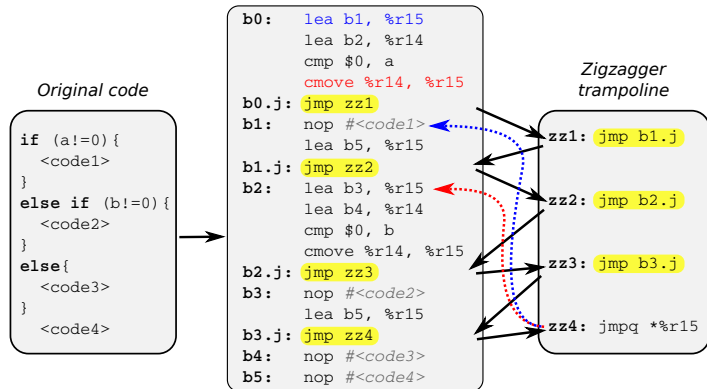 Original code
if (a!=0){
<code1>
}
else if (b!=0){
<code2>
}
else{
<code3>
}
<code4>
b0: lea b1, %r15
lea b2, %r14
cmp $0, a
cmove %r14, %r15
b0.j: jmp zz1
b1: nop #<code1>
lea b5, %r15
b1.j: jmp zz2
b2: lea b3, %r15
lea b4, %r14
cmp $0, b
cmove %r14, %r15
b2.j: jmp zz3
b3: nop #<code2>
lea b5, %r15
b3.j: jmp zz4
b4: nop #<code3>
b5: nop #<code4>
Zigzagger
trampoline
zz1: jmp b1.j
zz2: jmp b2.j
zz3: jmp b3.j
zz4: jmpq *%r15